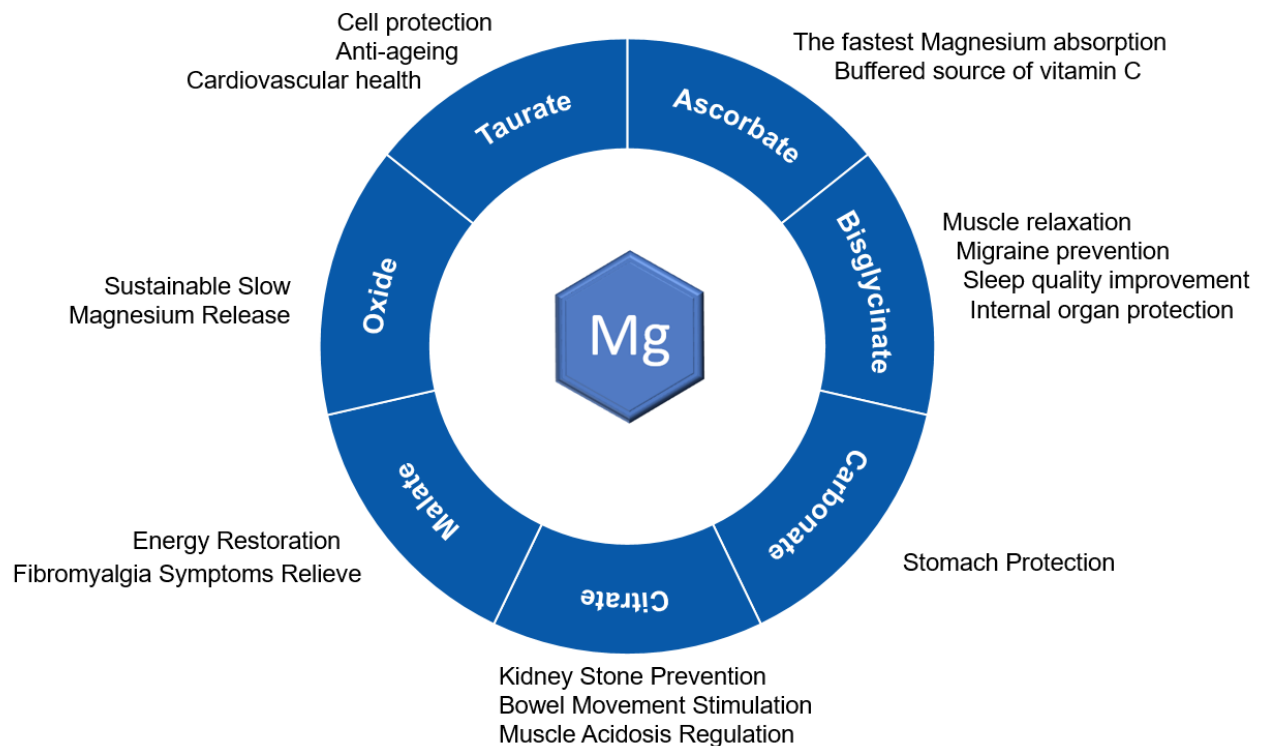 Cell protection
Anti-ageing
Cardiovascular health
Taurate
The fastest Magnesium absorption
Buffered source of vitamin C
Ascorbate
Muscle relaxation
Migraine prevention
Sleep quality improvement
Internal organ protection
Bisglycinate
Stomach Protection
Carbonate
Kidney Stone Prevention
Bowel Movement Stimulation
Muscle Acidosis Regulation
Citrate
Energy Restoration
Fibromyalgia Symptoms Relieve
Malate
Sustainable Slow
Magnesium Release
Oxide
Mg